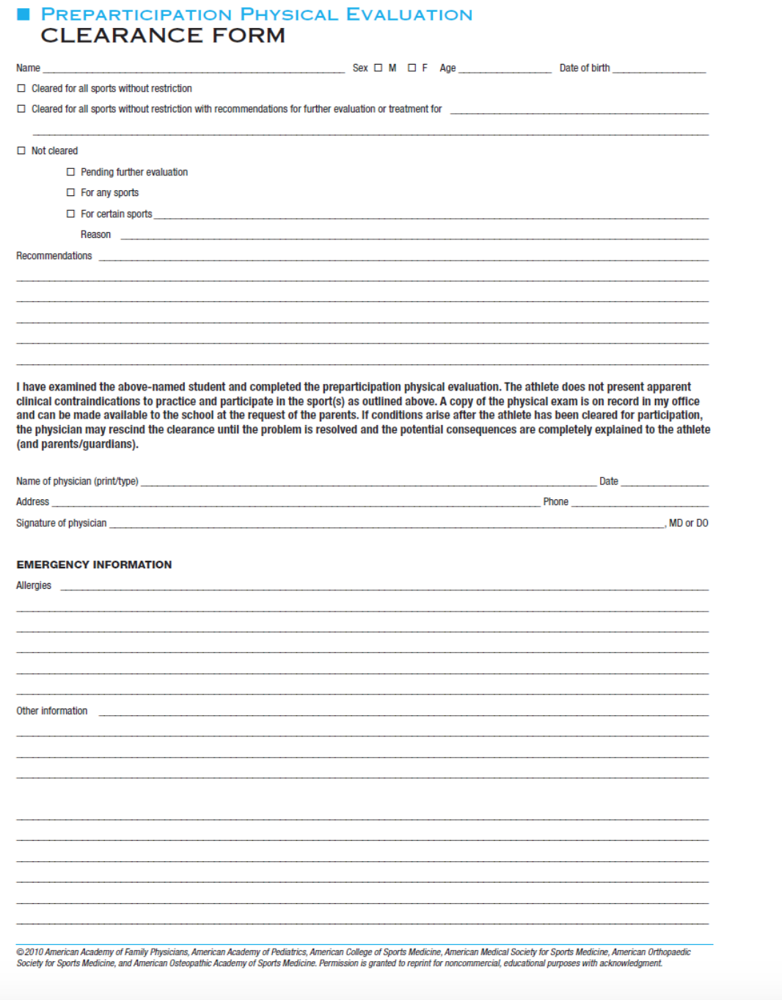 PREPARTICIPATION PHYSICAL EVALUATION
CLEARANCE FORM
Name Sex M F Age Date of birth
Cleared for all sports without restriction
Cleared for all sports without restriction with recommendations for further evaluation or treatment for
Not cleared
Pending further evaluation
For any sports
For certain sports
Reason
Recommendations
I have examined the above-named student and completed the preparticipation physical evaluation. The athlete does not present apparent
clinical contraindications to practice and participate in the sport(s) as outlined above. A copy of the physical exam is on record in my office
and can be made available to the school at the request of the parents. If conditions arise after the athlete has been cleared for participation,
the physician may rescind the clearance until the problem is resolved and the potential consequences are completely explained to the athlete
(and parents/guardians).
Name of physician (print/type) Date
Address Phone
Signature of physician , MD or DO
EMERGENCY INFORMATION
Allergies
Other information
©2010 American Academy of Family Physicians, American Academy of Pediatrics, American College of Sports Medicine, American Medical Society for Sports Medicine, American Orthopaedic
Society for Sports Medicine, and American Osteopathic Academy of Sports Medicine. Permission is granted to reprint for noncommercial, educational purposes with acknowledgment.